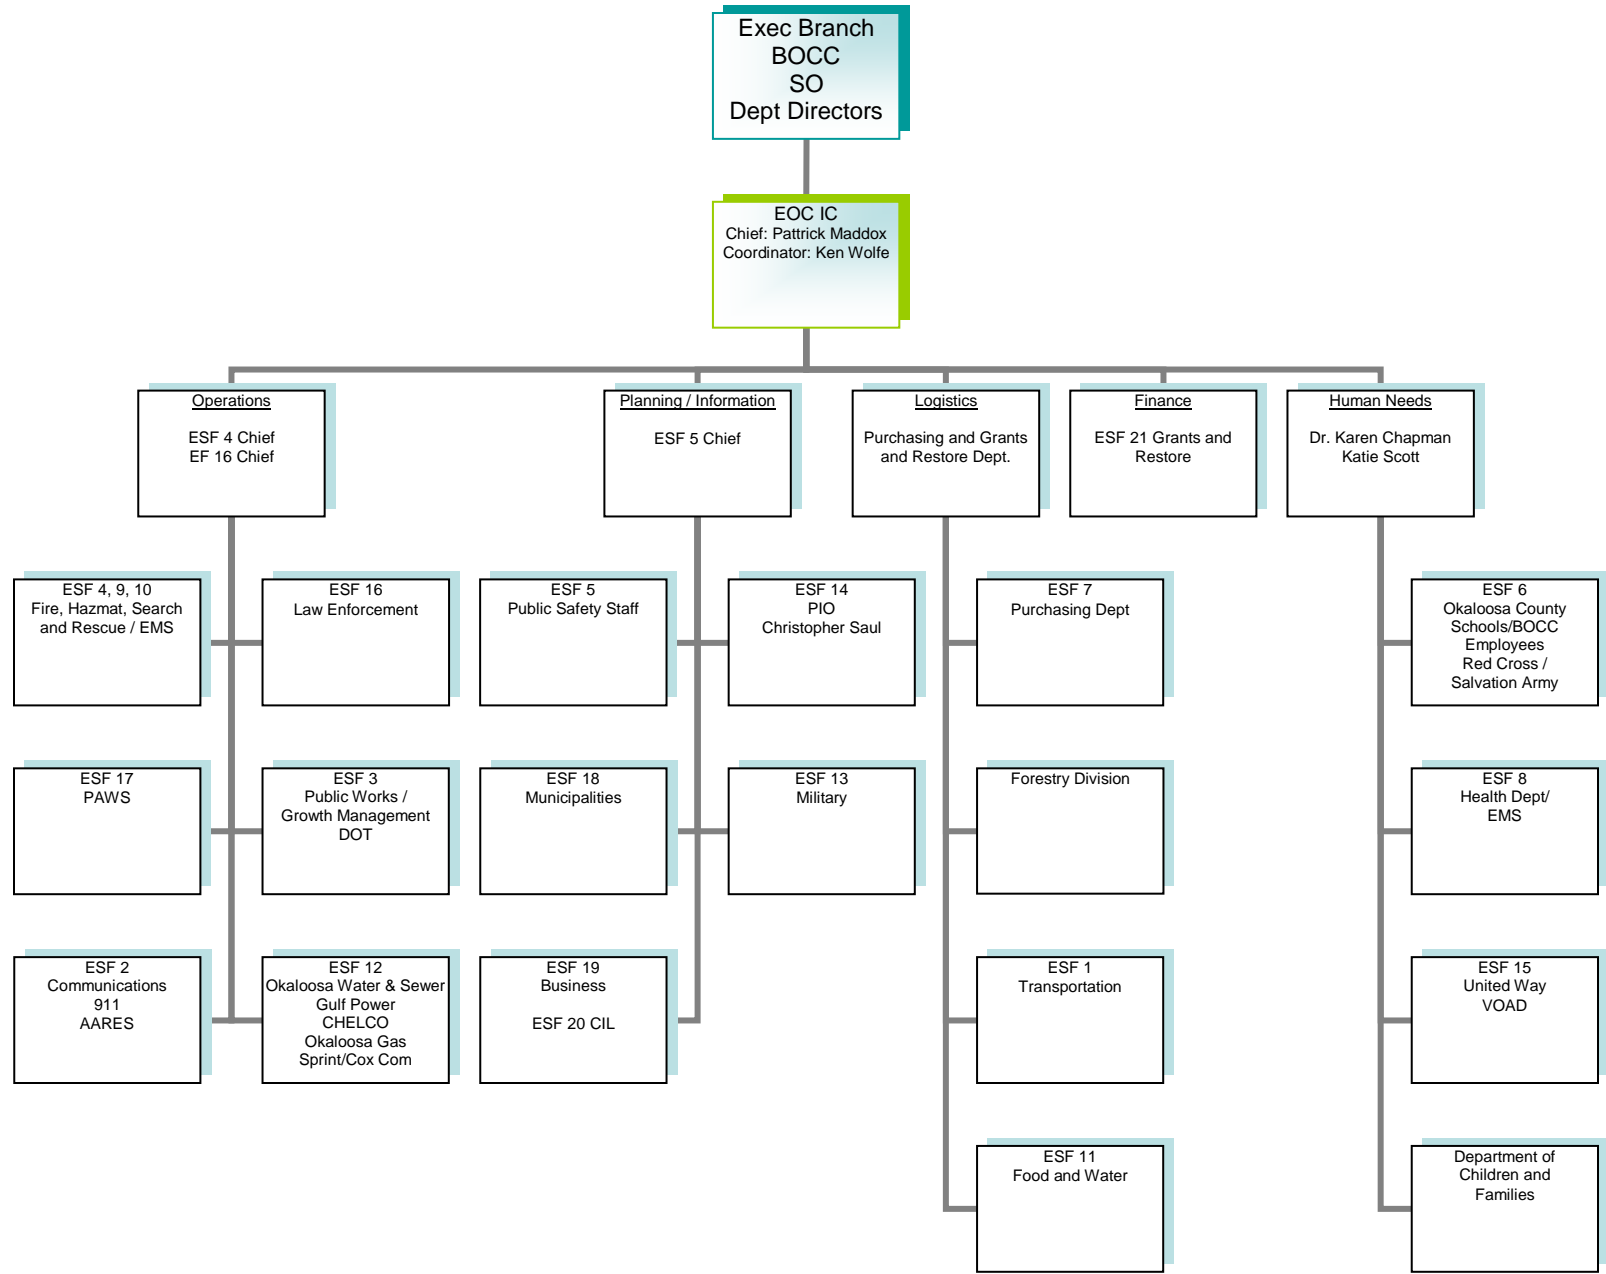 Exec Branch
BOCC
SO
Dept Directors
EOC IC
Chief: Pattrick Maddox
Coordinator: Ken Wolfe
Operations
ESF 4 Chief
EF 16 Chief
Planning / Information
ESF 5 Chief
Logistics
Purchasing and Grants
and Restore Dept.
Finance
ESF 21 Grants and
Restore
Human Needs
Dr. Karen Chapman
Katie Scott
ESF 4, 9, 10
Fire, Hazmat, Search
and Rescue / EMS
ESF 16
Law Enforcement
ESF 5
Public Safety Staff
ESF 14
PIO
Christopher Saul
ESF 7
Purchasing Dept
ESF 6
Okaloosa County
Schools/BOCC
Employees
Red Cross /
Salvation Army
ESF 17
PAWS
ESF 3
Public Works /
Growth Management
DOT
ESF 18
Municipalities
ESF 13
Military
Forestry Division
ESF 8
Health Dept/
EMS
ESF 2
Communications
911
AARES
ESF 12
Okaloosa Water & Sewer
Gulf Power
CHELCO
Okaloosa Gas
Sprint/Cox Com
ESF 19
Business
ESF 20 CIL
ESF 1
Transportation
ESF 15
United Way
VOAD
ESF 11
Food and Water
Department of
Children and
Families